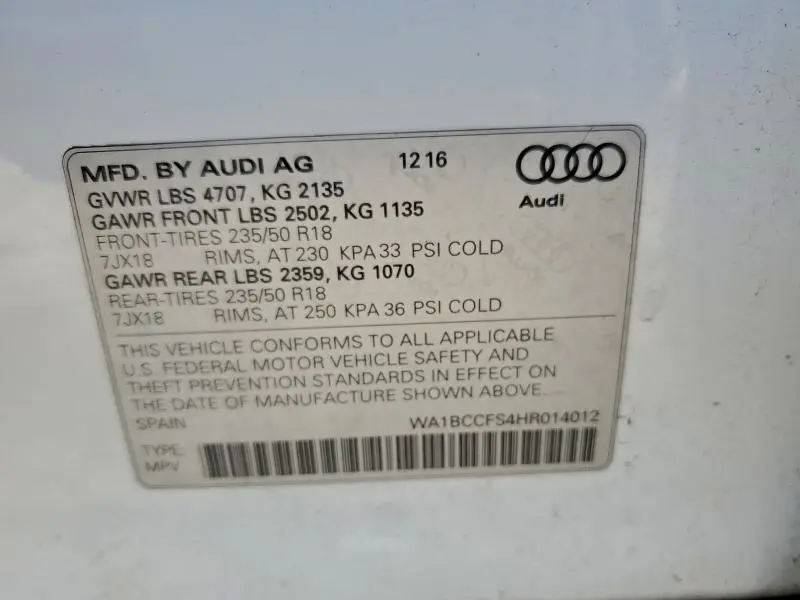 MFD. BY AUDI AG 12 16
Audi
GVWR LBS 4707, KG 2135
GAWR FRONT LBS 2502, KG 1135
FRONT-TIRES 235/50 R18
7JX18 RIMS, AT 230 KPA 33 PSI COLD
GAWR REAR LBS 2359, KG 1070
REAR-TIRES 235/50 R18
7JX18 RIMS, AT 250 KPA 36 PSI COLD
THIS VEHICLE CONFORMS TO ALL APPLICABLE
U.S. FEDERAL MOTOR VEHICLE SAFETY AND
THEFT PREVENTION STANDARDS IN EFFECT ON
THE DATE OF MANUFACTURE SHOWN ABOVE.
SPAIN WA1BCCFS4HR014012
TYPE:
MPV